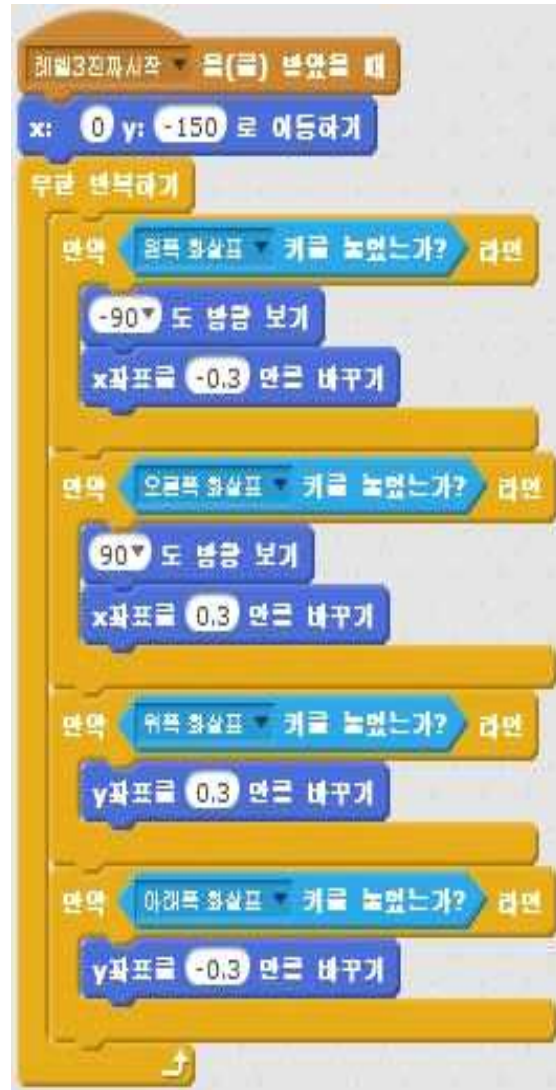 레벨3진짜시작 을(를) 받았을 때
x: 0 y: -150 로 이동하기
무한 반복하기
만약 왼쪽 화살표 키를 눌렀는가? 라면
-90 도 방향 보기
x좌표를 -0.3 만큼 바꾸기
만약 오른쪽 화살표 키를 눌렀는가? 라면
90 도 방향 보기
x좌표를 0.3 만큼 바꾸기
만약 위쪽 화살표 키를 눌렀는가? 라면
y좌표를 0.3 만큼 바꾸기
만약 아래쪽 화살표 키를 눌렀는가? 라면
y좌표를 -0.3 만큼 바꾸기